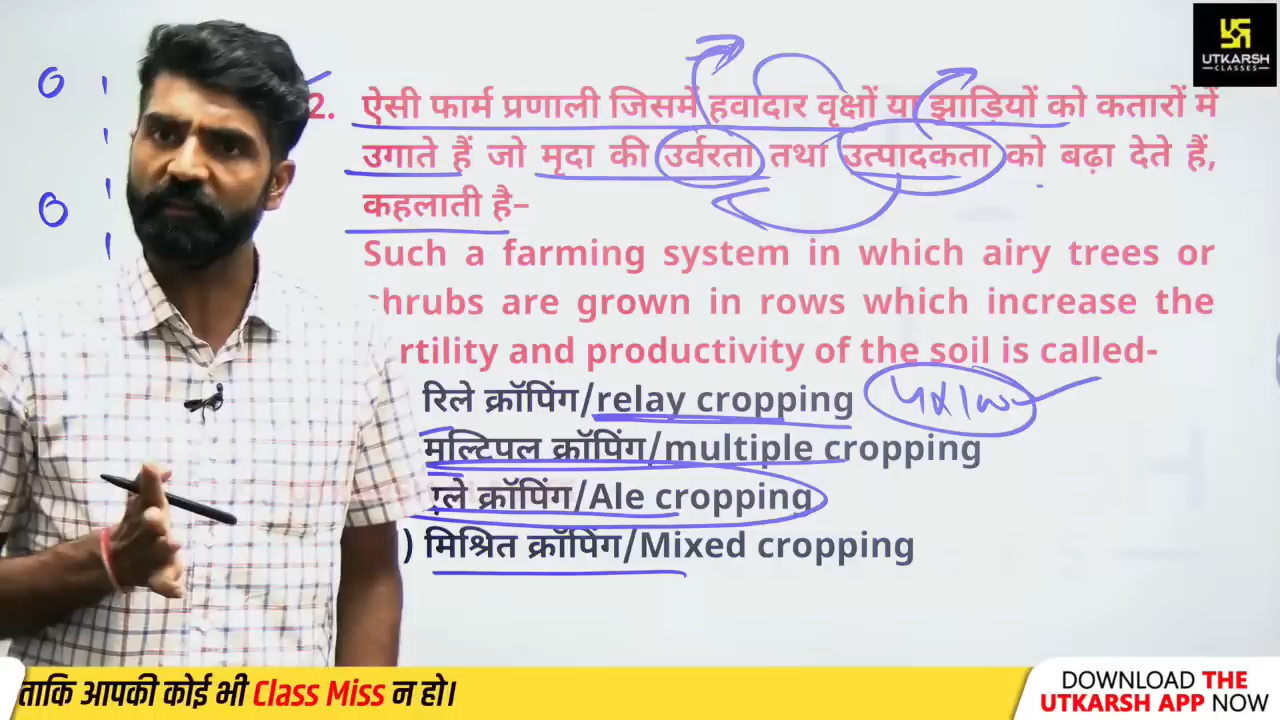 UTKARSH
CLASSES
2. ऐसी फार्म प्रणाली जिसमें हवादार वृक्षों या झाड़ियों को कतारों में
उगाते हैं जो मृदा की उर्वरता तथा उत्पादकता को बढ़ा देते हैं,
कहलाती है–
Such a farming system in which airy trees or
hrubs are grown in rows which increase the
rtility and productivity of the soil is called-
रिले क्रॉपिंग/relay cropping
मल्टिपल क्रॉपिंग/multiple cropping
ले क्रॉपिंग/Ale cropping
) मिश्रित क्रॉपिंग/Mixed cropping
ताकि आपकी कोई भी Class Miss न हो।
DOWNLOAD THE
UTKARSH APP NOW